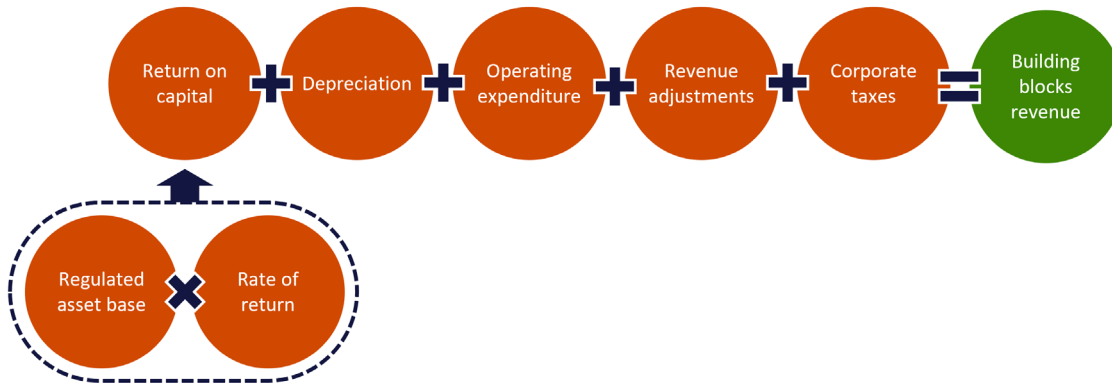 Return on
capital
Depreciation
Operating
expenditure
Revenue
adjustments
Corporate
taxes
Building
blocks
revenue
Regulated
asset base
Rate of
return